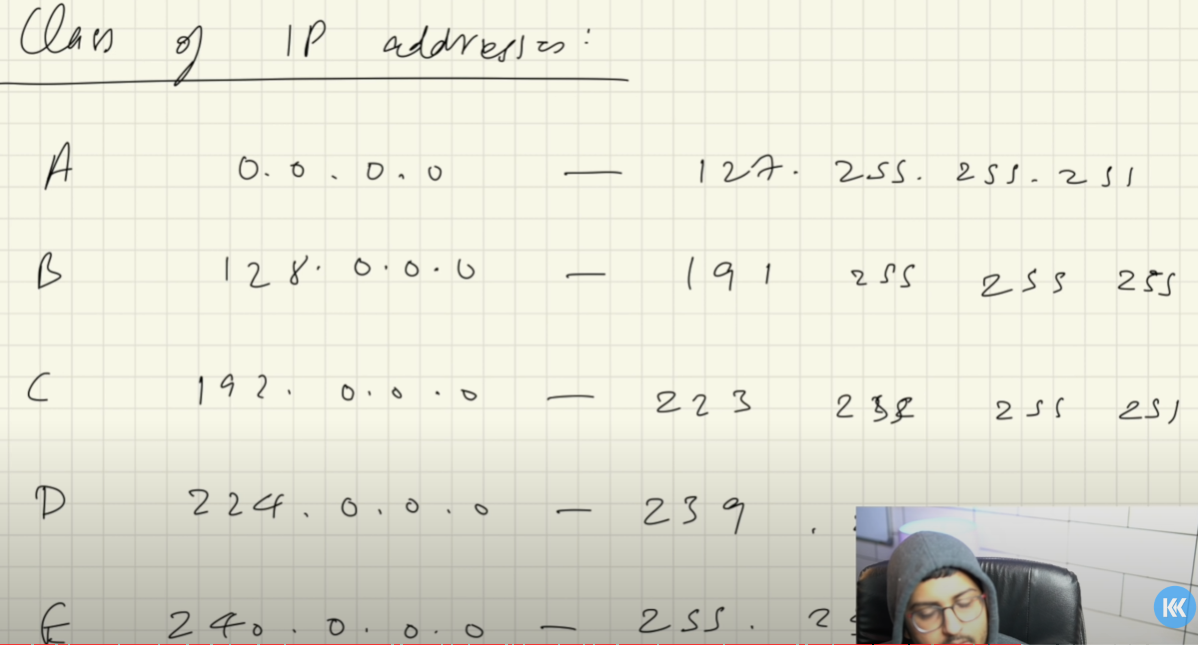 Class of IP addresses:
A 0.0.0.0 — 127.255.255.255
B 128.0.0.0 — 191 255 255 255
C 192.0.0.0 — 223 255 255 255
D 224.0.0.0 — 239 .
E 240.0.0.0 — 255. 2
K